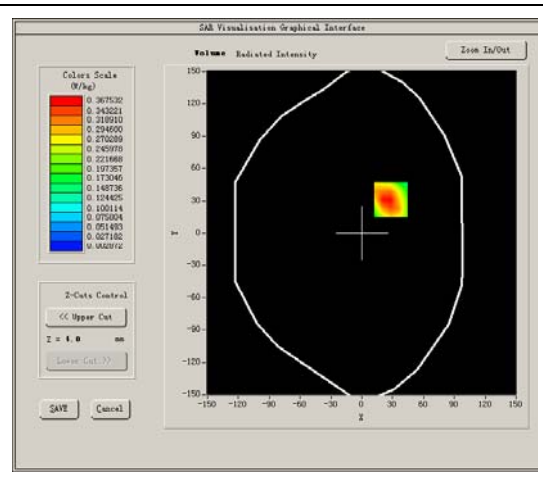 SAR Visualisation Graphical Interface
Volume Radiated Intensity
Zoom In/Out
Colors Scale
(W/kg)
0.367532
0.343221
0.318910
0.294600
0.270289
0.245978
0.221668
0.197357
0.173046
0.148736
0.124425
0.100114
0.075804
0.051493
0.027182
0.002872
150
120
90
60
30
0
-30
-60
-90
-120
-150
Y
-150 -120 -90 -60 -30 0 30 60 90 120 150
X
Z-Cuts Control
<< Upper Cut
Z = 4.0 mm
Lower Cut >>
SAVE Cancel